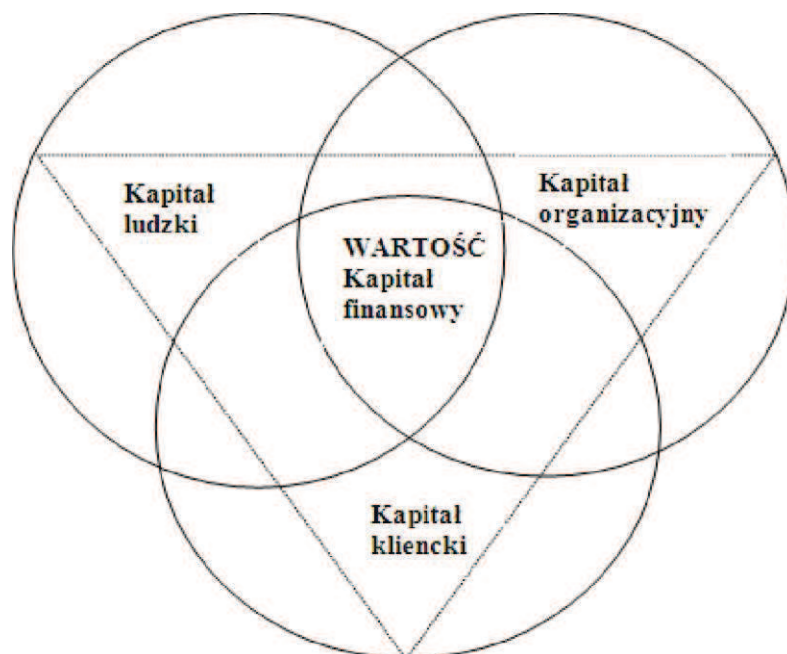 Kapitał
ludzki
Kapitał
organizacyjny
WARTOŚĆ
Kapitał
finansowy
Kapitał
kliencki